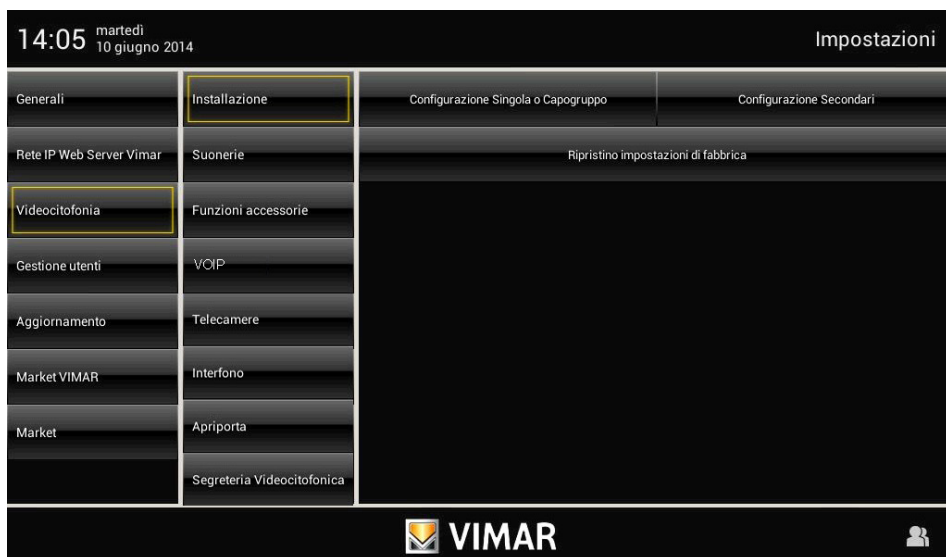 14:05 martedì
10 giugno 2014
Impostazioni
Generali
Rete IP Web Server Vimar
Videocitofonia
Gestione utenti
Aggiornamento
Market VIMAR
Market
Installazione
Suonerie
Funzioni accessorie
VOIP
Telecamere
Interfono
Apriporta
Segreteria Videocitofonica
Configurazione Singola o Capogruppo
Configurazione Secondari
Ripristino impostazioni di fabbrica
VIMAR